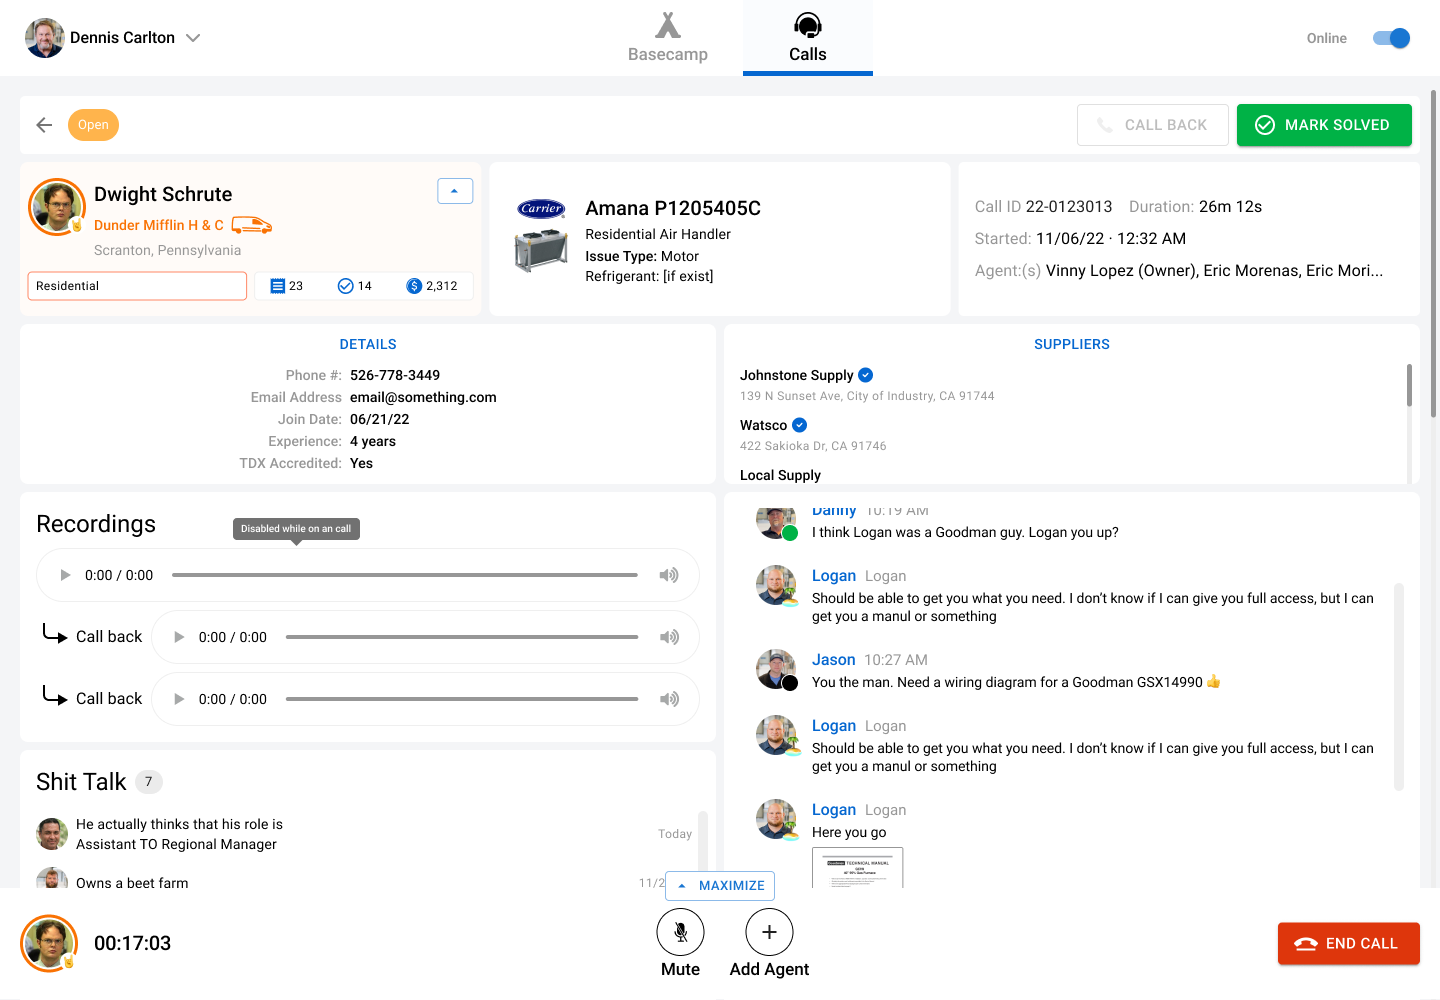 Dennis Carlton
Basecamp
Calls
Online
Open
CALL BACK
MARK SOLVED
Dwight Schrute
Dunder Mifflin H & C
Scranton, Pennsylvania
Residential
23
14
2,312
Carrier
Amana P1205405C
Residential Air Handler
Issue Type: Motor
Refrigerant: [if exist]
Call ID 22-0123013 Duration: 26m 12s
Started: 11/06/22 · 12:32 AM
Agent:(s) Vinny Lopez (Owner), Eric Morenas, Eric Mori...
DETAILS
Phone #: 526-778-3449
Email Address email@something.com
Join Date: 06/21/22
Experience: 4 years
TDX Accredited: Yes
SUPPLIERS
Johnstone Supply
139 N Sunset Ave, City of Industry, CA 91744
Watsco
422 Sakioka Dr, CA 91746
Local Supply
Recordings
Disabled while on an call
0:00 / 0:00
Call back
0:00 / 0:00
Call back
0:00 / 0:00
Shit Talk 7
He actually thinks that his role is
Assistant TO Regional Manager
Today
Owns a beet farm
11/2
Danny 10:19 AM
I think Logan was a Goodman guy. Logan you up?
Logan Logan
Should be able to get you what you need. I don’t know if I can give you full access, but I can
get you a manul or something
Jason 10:27 AM
You the man. Need a wiring diagram for a Goodman GSX14990 👍
Logan Logan
Should be able to get you what you need. I don’t know if I can give you full access, but I can
get you a manul or something
Logan Logan
Here you go
TECHNICAL MANUAL
MAXIMIZE
00:17:03
Mute
Add Agent
END CALL